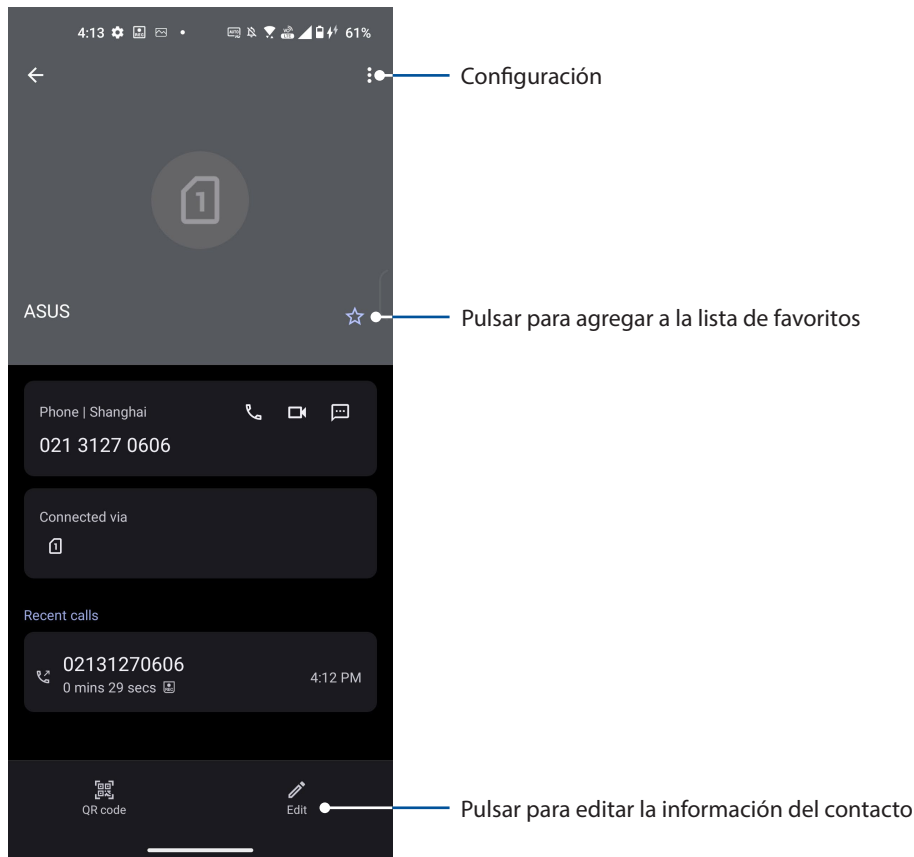 4:13
61%
Configuración
1
ASUS
Pulsar para agregar a la lista de favoritos
Phone | Shanghai
021 3127 0606
Connected via
1
Recent calls
02131270606
0 mins 29 secs
4:12 PM
QR code
Edit
Pulsar para editar la información del contacto